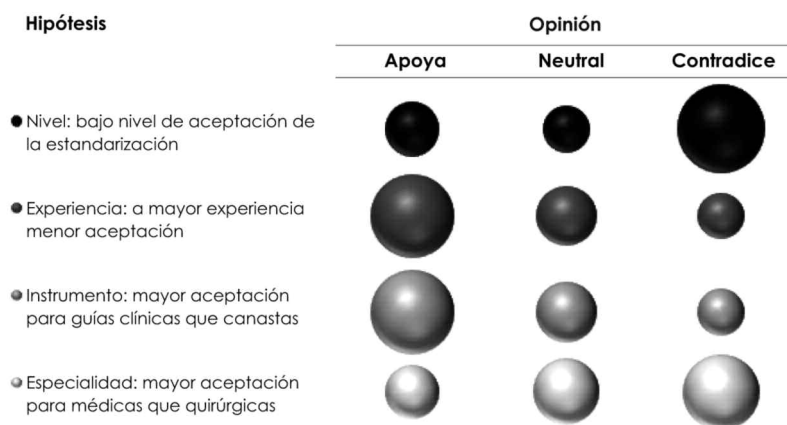 Hipótesis
Opinión
Apoya Neutral Contradice
Nivel: bajo nivel de aceptación de
la estandarización
Experiencia: a mayor experiencia
menor aceptación
Instrumento: mayor aceptación
para guías clínicas que canastas
Especialidad: mayor aceptación
para médicas que quirúrgicas